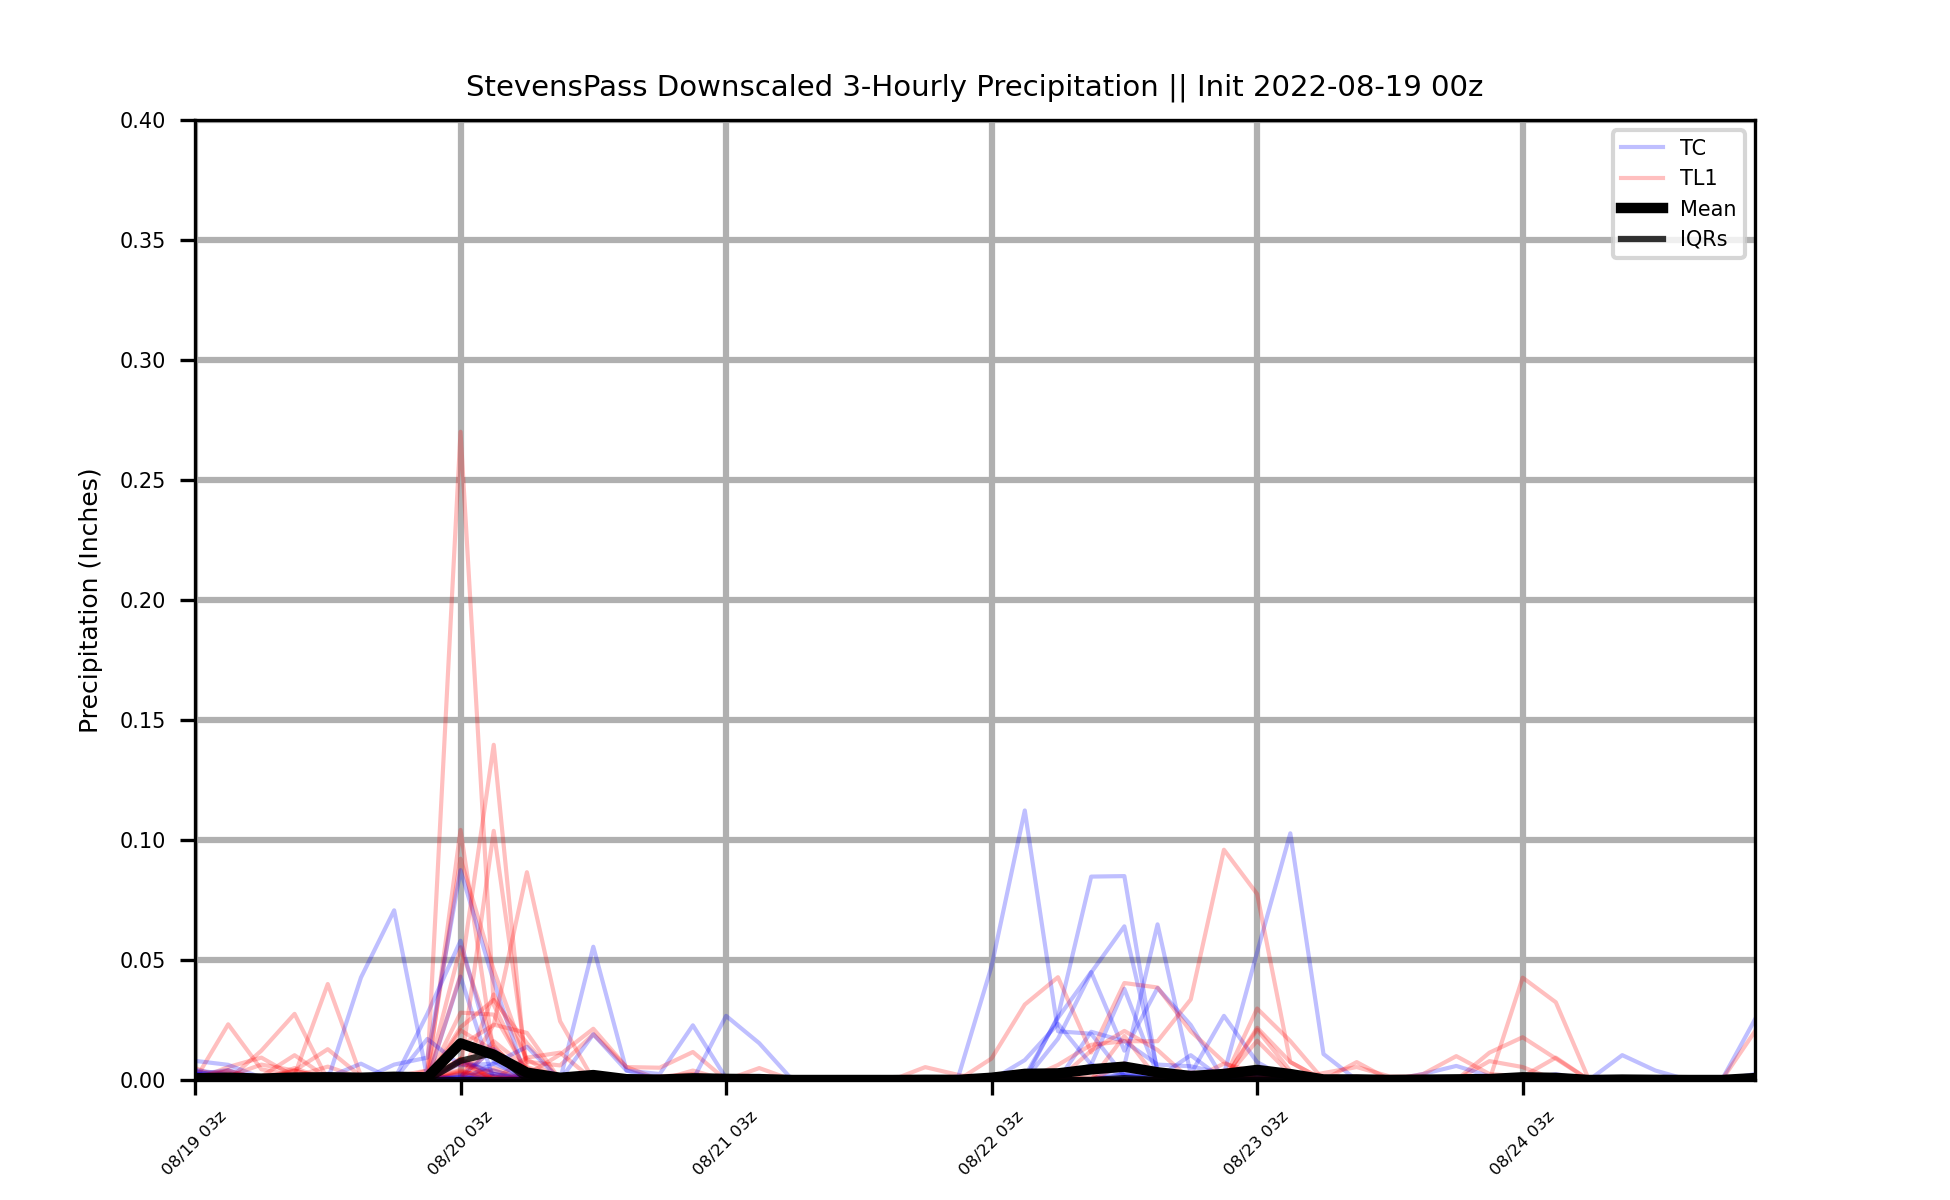 StevensPass Downscaled 3-Hourly Precipitation || Init 2022-08-19 00z
0.40
0.35
0.30
0.25
0.20
0.15
0.10
0.05
0.00
Precipitation (Inches)
TC
TL1
Mean
IQRs
08/19 03z
08/20 03z
08/21 03z
08/22 03z
08/23 03z
08/24 03z